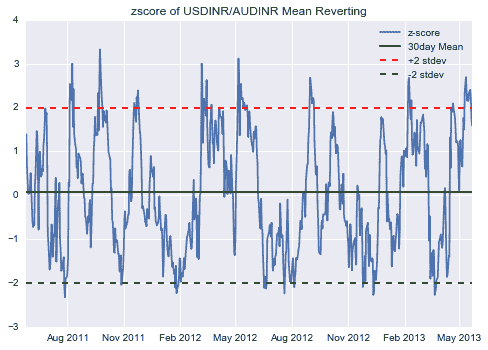 zscore of USDINR/AUDINR Mean Reverting
4
3
2
1
0
−1
−2
−3
z-score
30day Mean
+2 stdev
-2 stdev
Aug 2011 Nov 2011 Feb 2012 May 2012 Aug 2012 Nov 2012 Feb 2013 May 2013